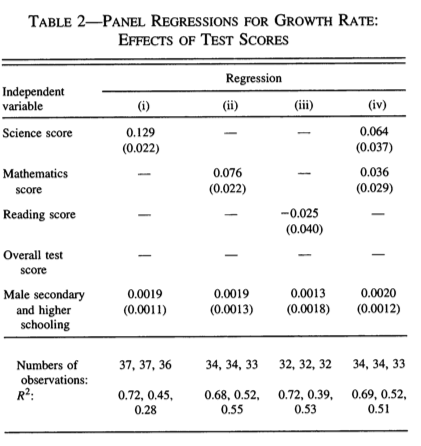 TABLE 2—PANEL REGRESSIONS FOR GROWTH RATE:
EFFECTS OF TEST SCORES
Regression
Independent
variable (i) (ii) (iii) (iv)
Science score 0.129 — — 0.064
(0.022) (0.037)
Mathematics — 0.076 — 0.036
score (0.022) (0.029)
Reading score — — −0.025 —
(0.040)
Overall test — — — —
score
Male secondary 0.0019 0.0019 0.0013 0.0020
and higher (0.0011) (0.0013) (0.0018) (0.0012)
schooling
Numbers of 37, 37, 36 34, 34, 33 32, 32, 32 34, 34, 33
observations:
R²: 0.72, 0.45, 0.68, 0.52, 0.72, 0.39, 0.69, 0.52,
0.28 0.55 0.53 0.51